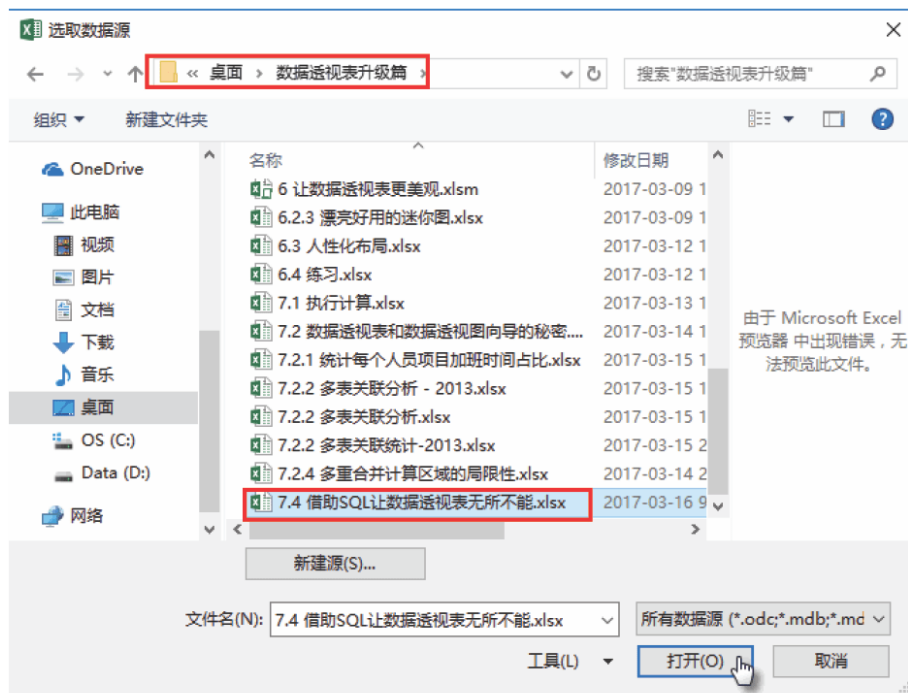 选取数据源
« 桌面 › 数据透视表升级篇 ›
搜索"数据透视表升级篇"
组织 新建文件夹
OneDrive
此电脑
视频
图片
文档
下载
音乐
桌面
OS (C:)
Data (D:)
网络
名称 修改日期
6 让数据透视表更美观.xlsm 2017-03-09 1
6.2.3 漂亮好用的迷你图.xlsx 2017-03-09 1
6.3 人性化布局.xlsx 2017-03-12 1
6.4 练习.xlsx 2017-03-12 1
7.1 执行计算.xlsx 2017-03-13 1
7.2 数据透视表和数据透视图向导的秘密.... 2017-03-14 1
7.2.1 统计每个人员项目加班时间占比.xlsx 2017-03-15 1
7.2.2 多表关联分析 - 2013.xlsx 2017-03-15 1
7.2.2 多表关联分析.xlsx 2017-03-15 1
7.2.2 多表关联统计-2013.xlsx 2017-03-15 2
7.2.4 多重合并计算区域的局限性.xlsx 2017-03-14 2
7.4 借助SQL让数据透视表无所不能.xlsx 2017-03-16 9
由于 Microsoft Excel
预览器 中出现错误，无
法预览此文件。
新建源(S)...
文件名(N): 7.4 借助SQL让数据透视表无所不能.xlsx 所有数据源 (*.odc;*.mdb;*.md
工具(L) 打开(O) 取消